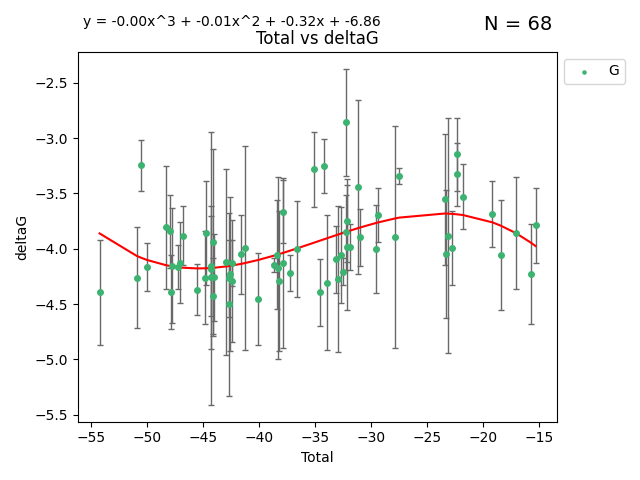 y = -0.00x^3 + -0.01x^2 + -0.32x + -6.86
N = 68
Total vs deltaG
G
deltaG
−2.5
−3.0
−3.5
−4.0
−4.5
−5.0
−5.5
−55 −50 −45 −40 −35 −30 −25 −20 −15
Total